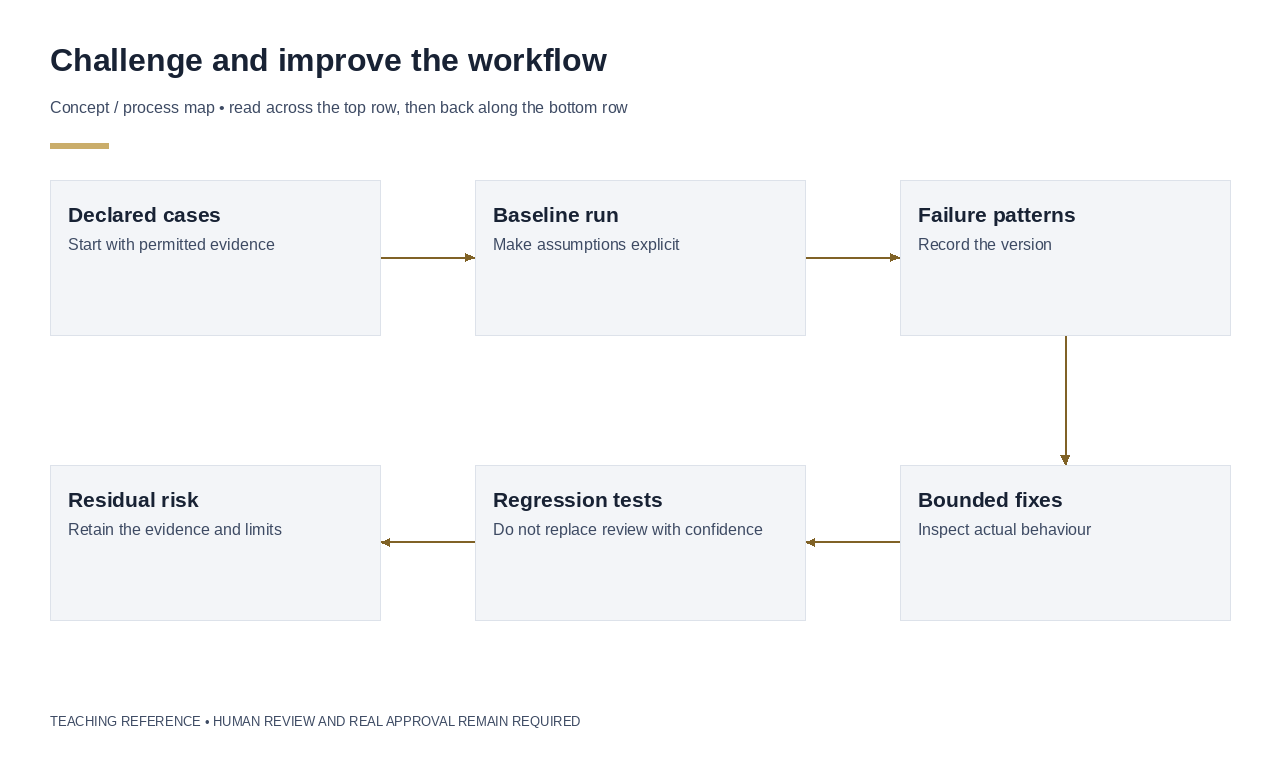 Challenge and improve the workflow
Concept / process map • read across the top row, then back along the bottom row
Declared cases
Start with permitted evidence
Baseline run
Make assumptions explicit
Failure patterns
Record the version
Bounded fixes
Inspect actual behaviour
Regression tests
Do not replace review with confidence
Residual risk
Retain the evidence and limits
TEACHING REFERENCE • HUMAN REVIEW AND REAL APPROVAL REMAIN REQUIRED